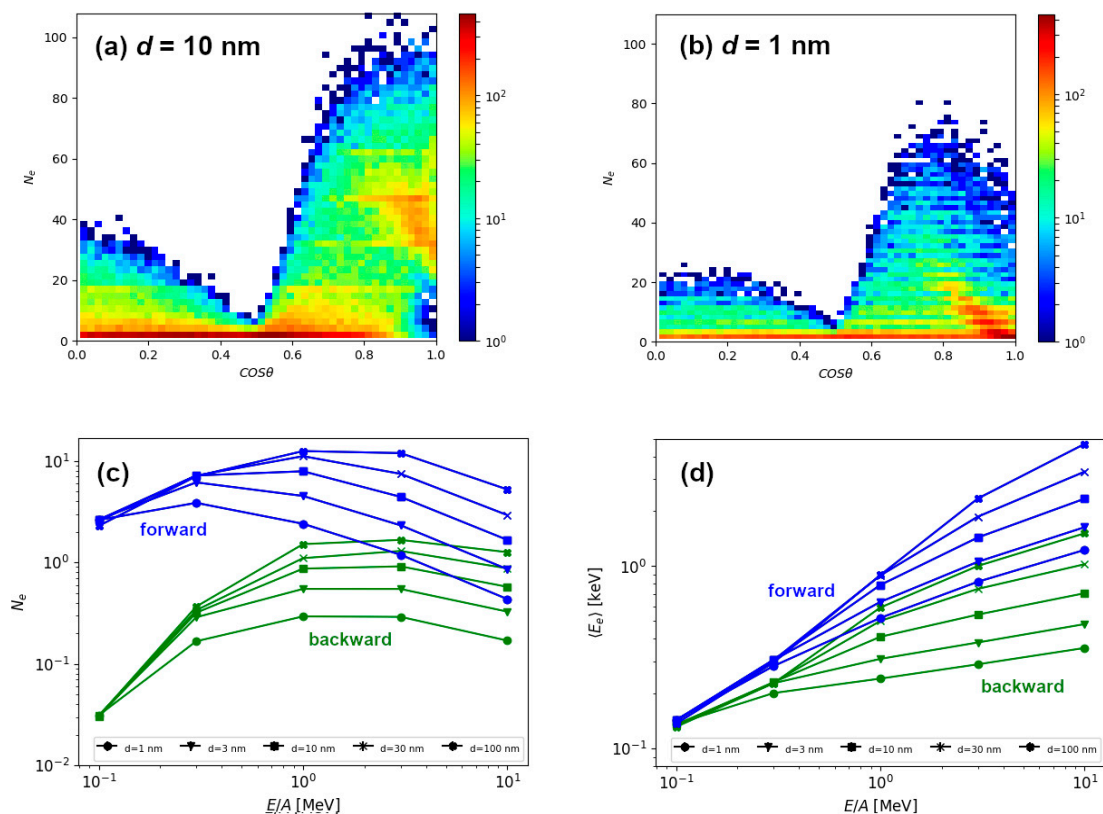 (a) d = 10 nm
N_e
100
80
60
40
20
0
0.0 0.2 0.4 0.6 0.8 1.0
COSθ
10²
10¹
10⁰
(b) d = 1 nm
N_e
100
80
60
40
20
0
0.0 0.2 0.4 0.6 0.8 1.0
COSθ
10²
10¹
10⁰
(c)
forward
backward
N_e
10¹
10⁰
10⁻¹
10⁻²
d=1 nm d=3 nm d=10 nm d=30 nm d=100 nm
10⁻¹ 10⁰ 10¹
E/A [MeV]
(d)
forward
backward
⟨E_e⟩ [keV]
10⁰
10⁻¹
d=1 nm d=3 nm d=10 nm d=30 nm d=100 nm
10⁻¹ 10⁰ 10¹
E/A [MeV]